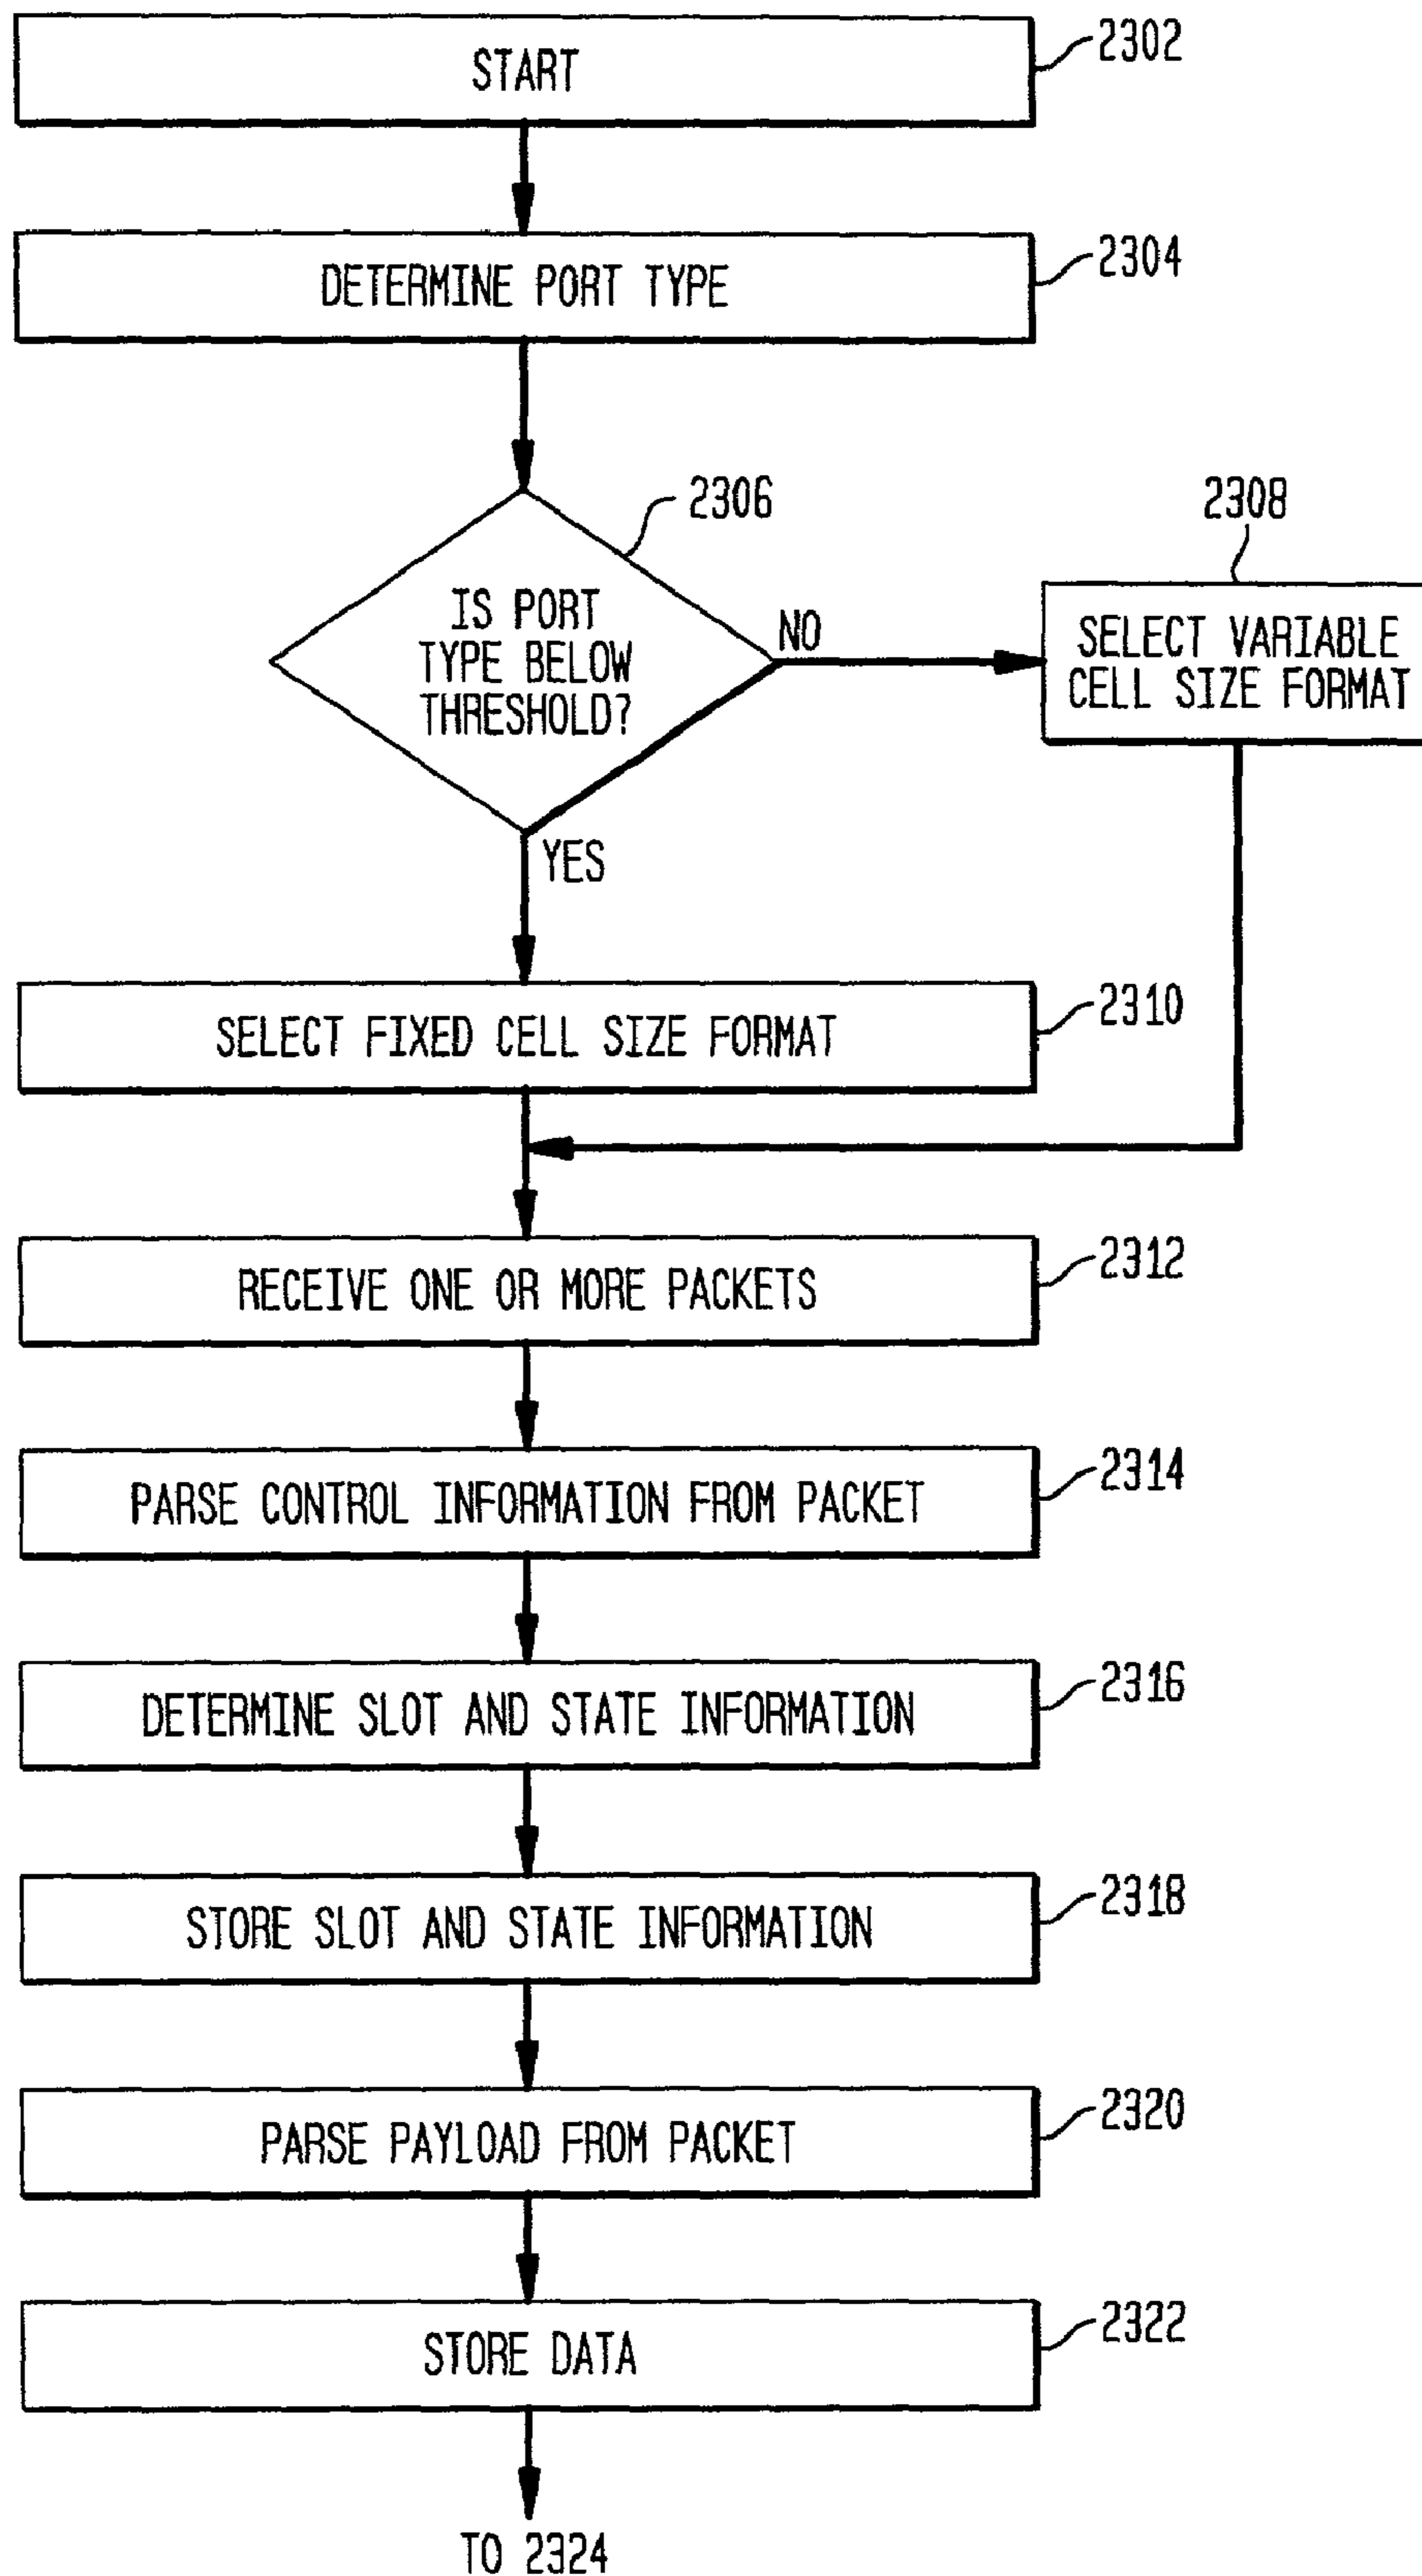 START
2302
DETERMINE PORT TYPE
2304
2306
IS PORT
TYPE BELOW
THRESHOLD?
NO
YES
2308
SELECT VARIABLE
CELL SIZE FORMAT
SELECT FIXED CELL SIZE FORMAT
2310
RECEIVE ONE OR MORE PACKETS
2312
PARSE CONTROL INFORMATION FROM PACKET
2314
DETERMINE SLOT AND STATE INFORMATION
2316
STORE SLOT AND STATE INFORMATION
2318
PARSE PAYLOAD FROM PACKET
2320
STORE DATA
2322
TO 2324